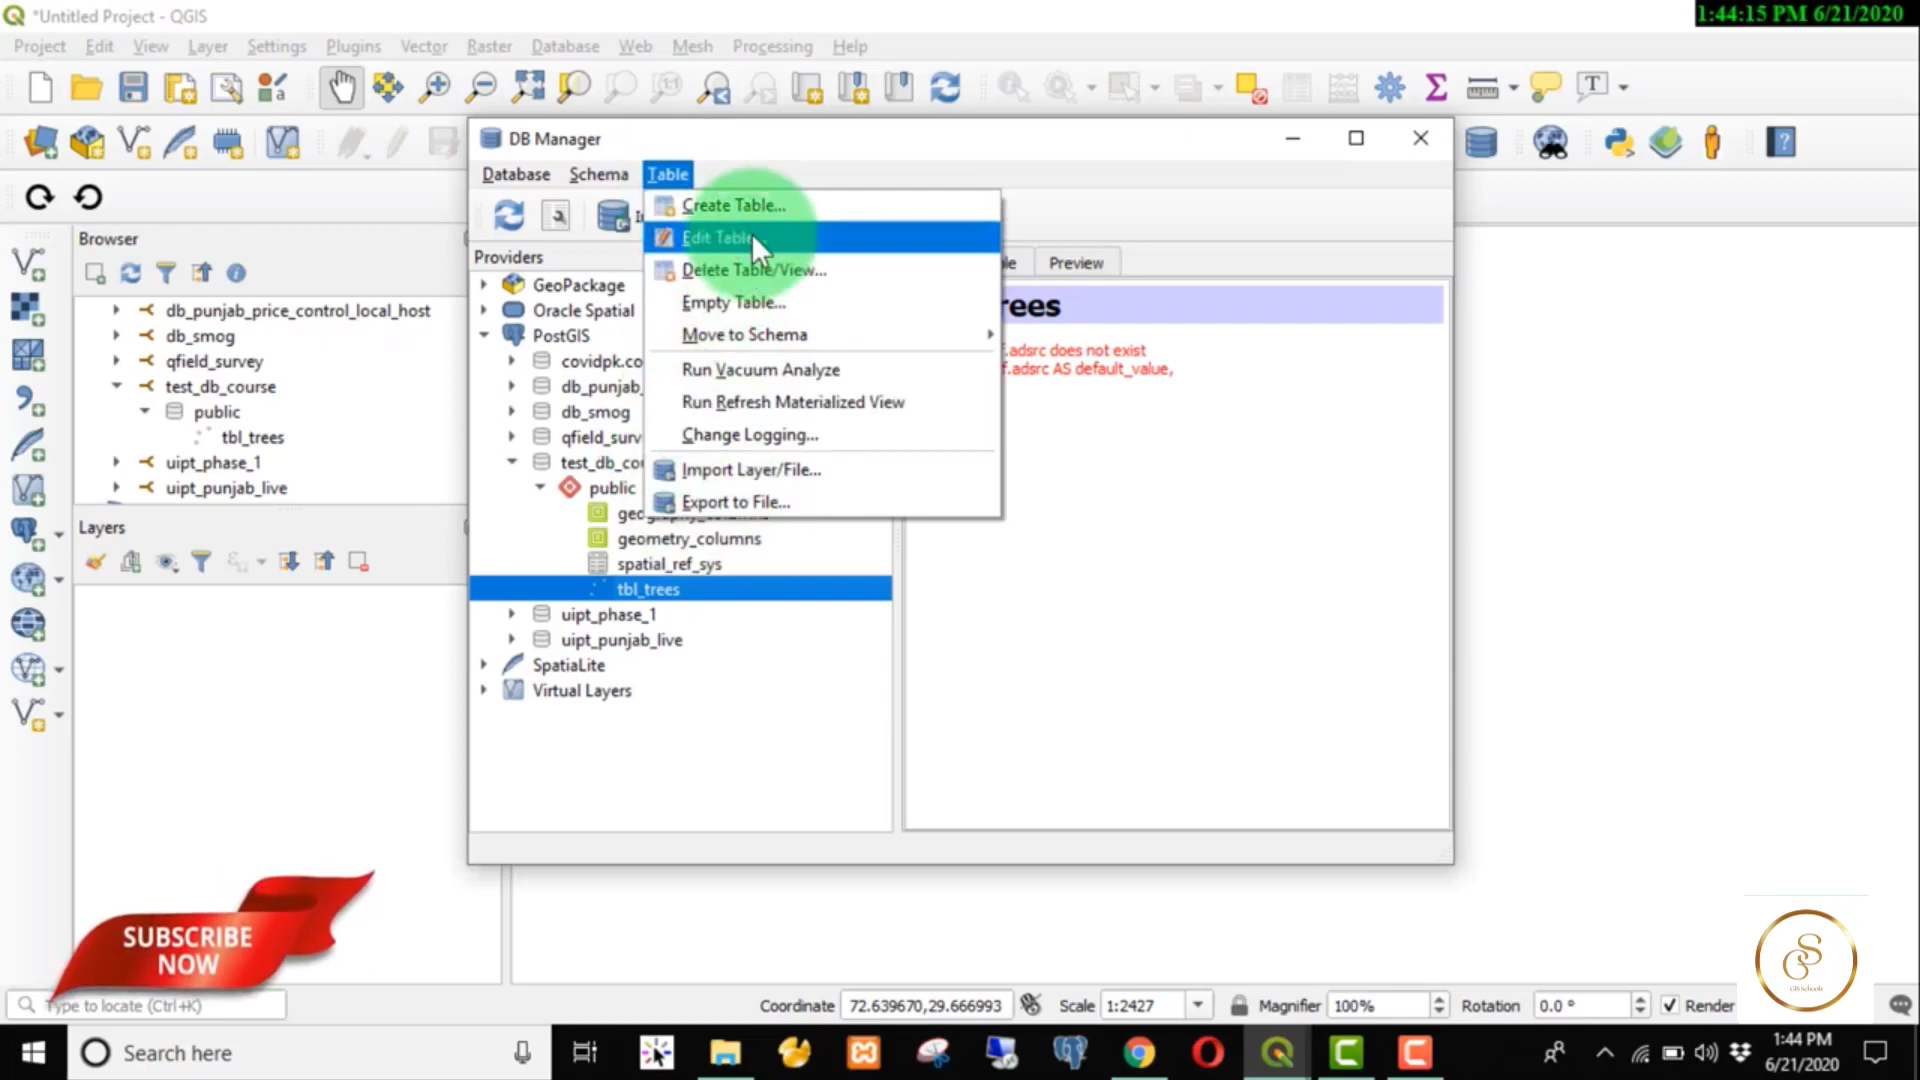 *Untitled Project - QGIS
1:44:15 PM 6/21/2020
Project Edit View Layer Settings Plugins Vector Raster Database Web Mesh Processing Help
DB Manager
Database Schema Table
Create Table...
Edit Table...
Delete Table/View...
Empty Table...
Move to Schema
Run Vacuum Analyze
Run Refresh Materialized View
Change Logging...
Import Layer/File...
Export to File...
Browser
db_punjab_price_control_local_host
db_smog
qfield_survey
test_db_course
public
tbl_trees
uipt_phase_1
uipt_punjab_live
Layers
Providers
GeoPackage
Oracle Spatial
PostGIS
covidpk.co
db_punjab_
db_smog
qfield_surv
test_db_cou
public
geography_columns
geometry_columns
spatial_ref_sys
tbl_trees
uipt_phase_1
uipt_punjab_live
SpatiaLite
Virtual Layers
Preview
rees
f.adsrc does not exist
f.adsrc AS default_value,
SUBSCRIBE
NOW
GS
GIS Schools
Type to locate (Ctrl+K)
Coordinate 72.639670,29.666993 Scale 1:2427 Magnifier 100% Rotation 0.0 ° Render
Search here
1:44 PM
6/21/2020